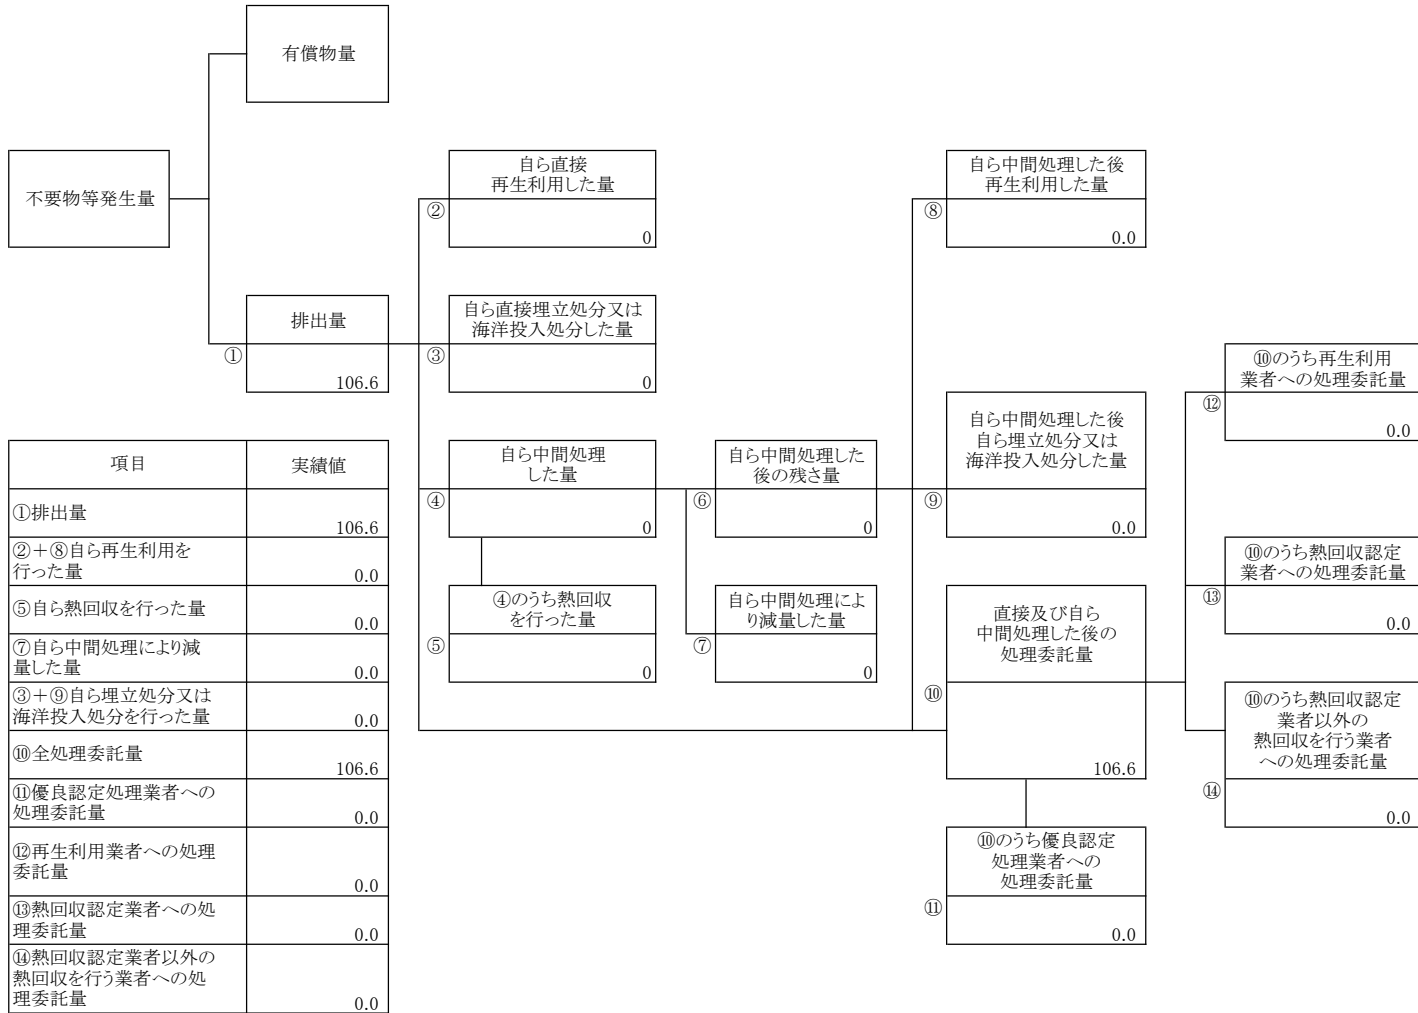 有償物量
不要物等発生量
自ら直接
再生利用した量
②
0
自ら中間処理した後
再生利用した量
⑧
0.0
排出量
①
106.6
自ら直接埋立処分又は
海洋投入処分した量
③
0
⑩のうち再生利用
業者への処理委託量
⑫
0.0
自ら中間処理
した量
④
0
自ら中間処理した
後の残さ量
⑥
0
自ら中間処理した後
自ら埋立処分又は
海洋投入処分した量
⑨
0.0
⑩のうち熱回収認定
業者への処理委託量
⑬
0.0
④のうち熱回収
を行った量
⑤
0
自ら中間処理によ
り減量した量
⑦
0
直接及び自ら
中間処理した後の
処理委託量
⑩
106.6
⑩のうち熱回収認定
業者以外の
熱回収を行う業者
への処理委託量
⑭
0.0
⑩のうち優良認定
処理業者への
処理委託量
⑪
0.0
項目 実績値
①排出量 106.6
②+⑧自ら再生利用を
行った量 0.0
⑤自ら熱回収を行った量 0.0
⑦自ら中間処理により減
量した量 0.0
③+⑨自ら埋立処分又は
海洋投入処分を行った量 0.0
⑩全処理委託量 106.6
⑪優良認定処理業者への
処理委託量 0.0
⑫再生利用業者への処理
委託量 0.0
⑬熱回収認定業者への処
理委託量 0.0
⑭熱回収認定業者以外の
熱回収を行う業者への処
理委託量 0.0